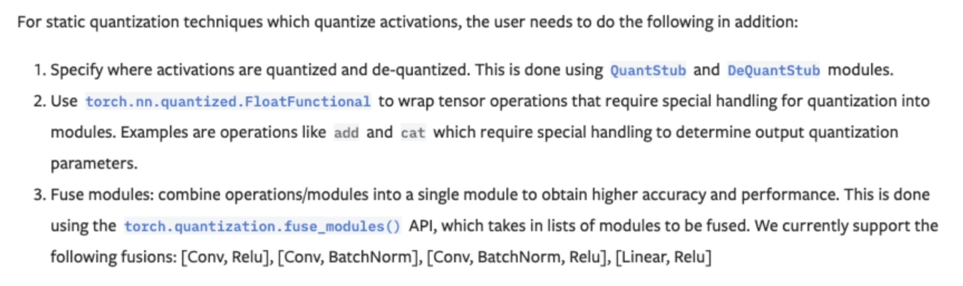 For static quantization techniques which quantize activations, the user needs to do the following in addition:
1. Specify where activations are quantized and de-quantized. This is done using QuantStub and DeQuantStub modules.
2. Use torch.nn.quantized.FloatFunctional to wrap tensor operations that require special handling for quantization into
modules. Examples are operations like add and cat which require special handling to determine output quantization
parameters.
3. Fuse modules: combine operations/modules into a single module to obtain higher accuracy and performance. This is done
using the torch.quantization.fuse_modules() API, which takes in lists of modules to be fused. We currently support the
following fusions: [Conv, Relu], [Conv, BatchNorm], [Conv, BatchNorm, Relu], [Linear, Relu]